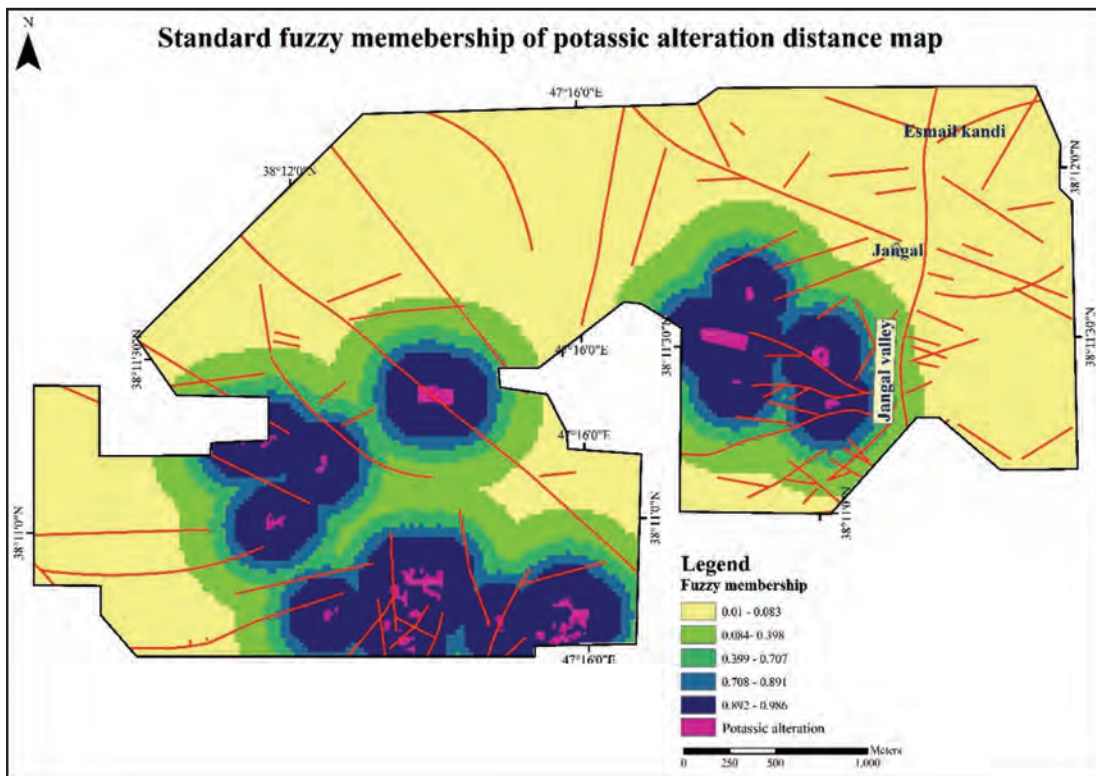 N
Standard fuzzy memebership of potassic alteration distance map
47°16'0"E
Esmail kandi
38°12'0"N
38°12'0"N
Jangal
38°11'30"N
38°11'30"N
38°11'30"N
47°16'0"E
Jangal valley
47°16'0"E
38°11'0"N
38°11'0"N
38°11'0"N
47°16'0"E
Legend
Fuzzy membership
0.01 - 0.083
0.084- 0.398
0.399 - 0.707
0.708 - 0.891
0.892 - 0.986
Potassic alteration
Meters
0 250 500 1,000